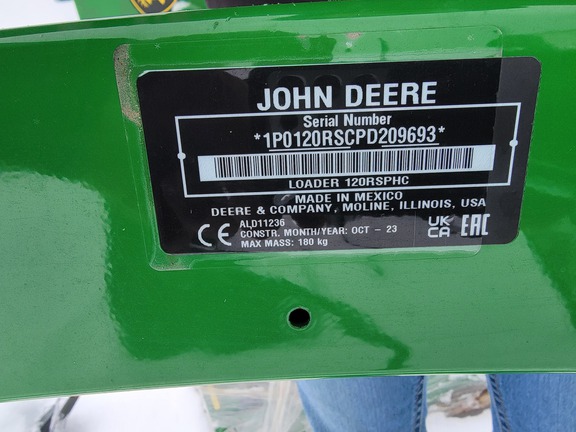 JOHN DEERE
Serial Number
*1P0120RSCPD209693*
LOADER 120RSPHC
MADE IN MEXICO
DEERE & COMPANY, MOLINE, ILLINOIS, USA
CE ALD11236 UK CA EAC
CONSTR. MONTH/YEAR: OCT - 23
MAX MASS: 180 kg